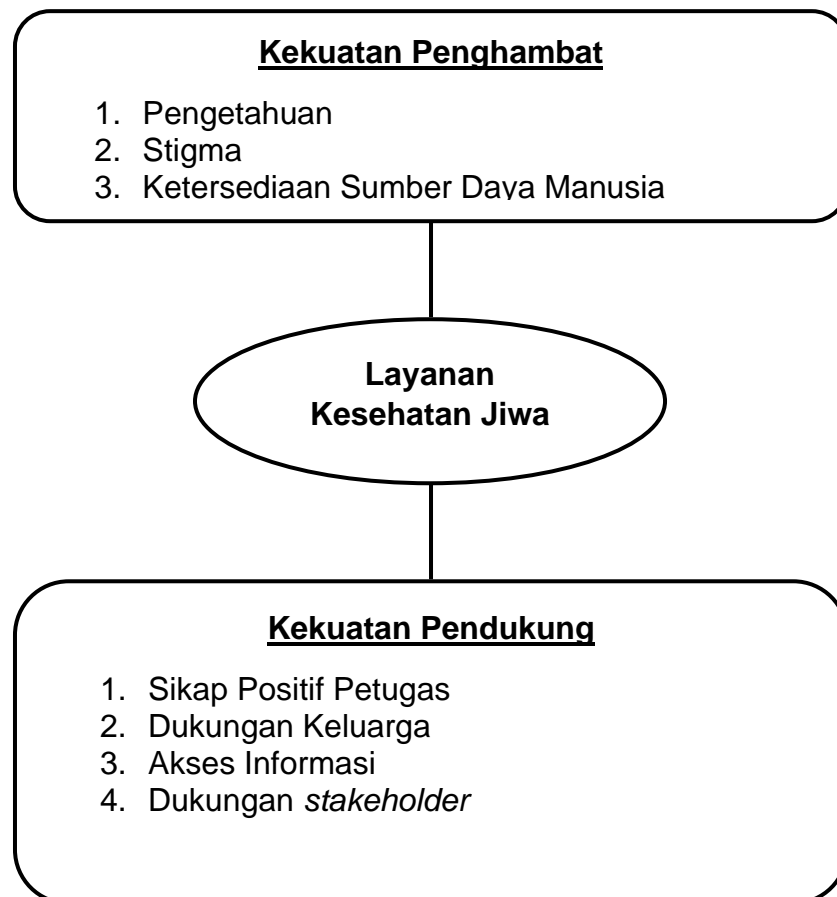 Kekuatan Penghambat
1. Pengetahuan
2. Stigma
3. Ketersediaan Sumber Daya Manusia
Layanan
Kesehatan Jiwa
Kekuatan Pendukung
1. Sikap Positif Petugas
2. Dukungan Keluarga
3. Akses Informasi
4. Dukungan stakeholder